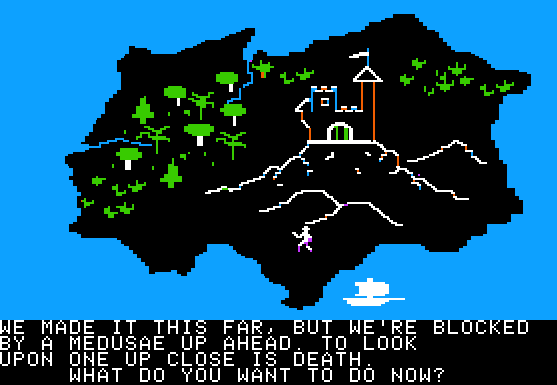 WE MADE IT THIS FAR, BUT WE'RE BLOCKED
BY A MEDUSAE UP AHEAD. TO LOOK
UPON ONE UP CLOSE IS DEATH.
WHAT DO YOU WANT TO DO NOW?